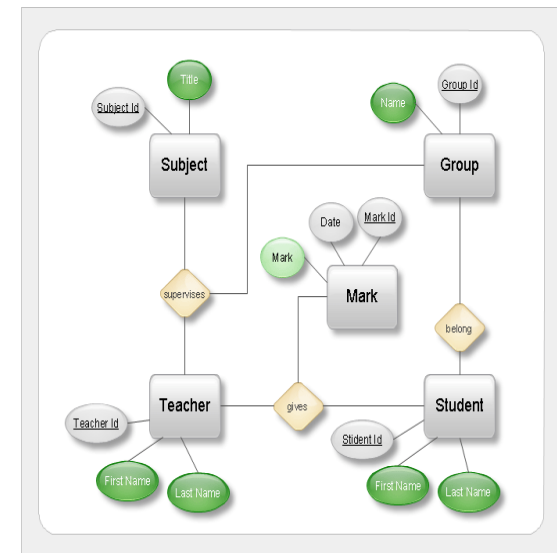 Title
Subject Id
Group Id
Name
Subject
Group
Date
Mark Id
Mark
Mark
supervises
belong
Teacher
gives
Student
Teacher Id
Stident Id
First Name
Last Name
First Name
Last Name